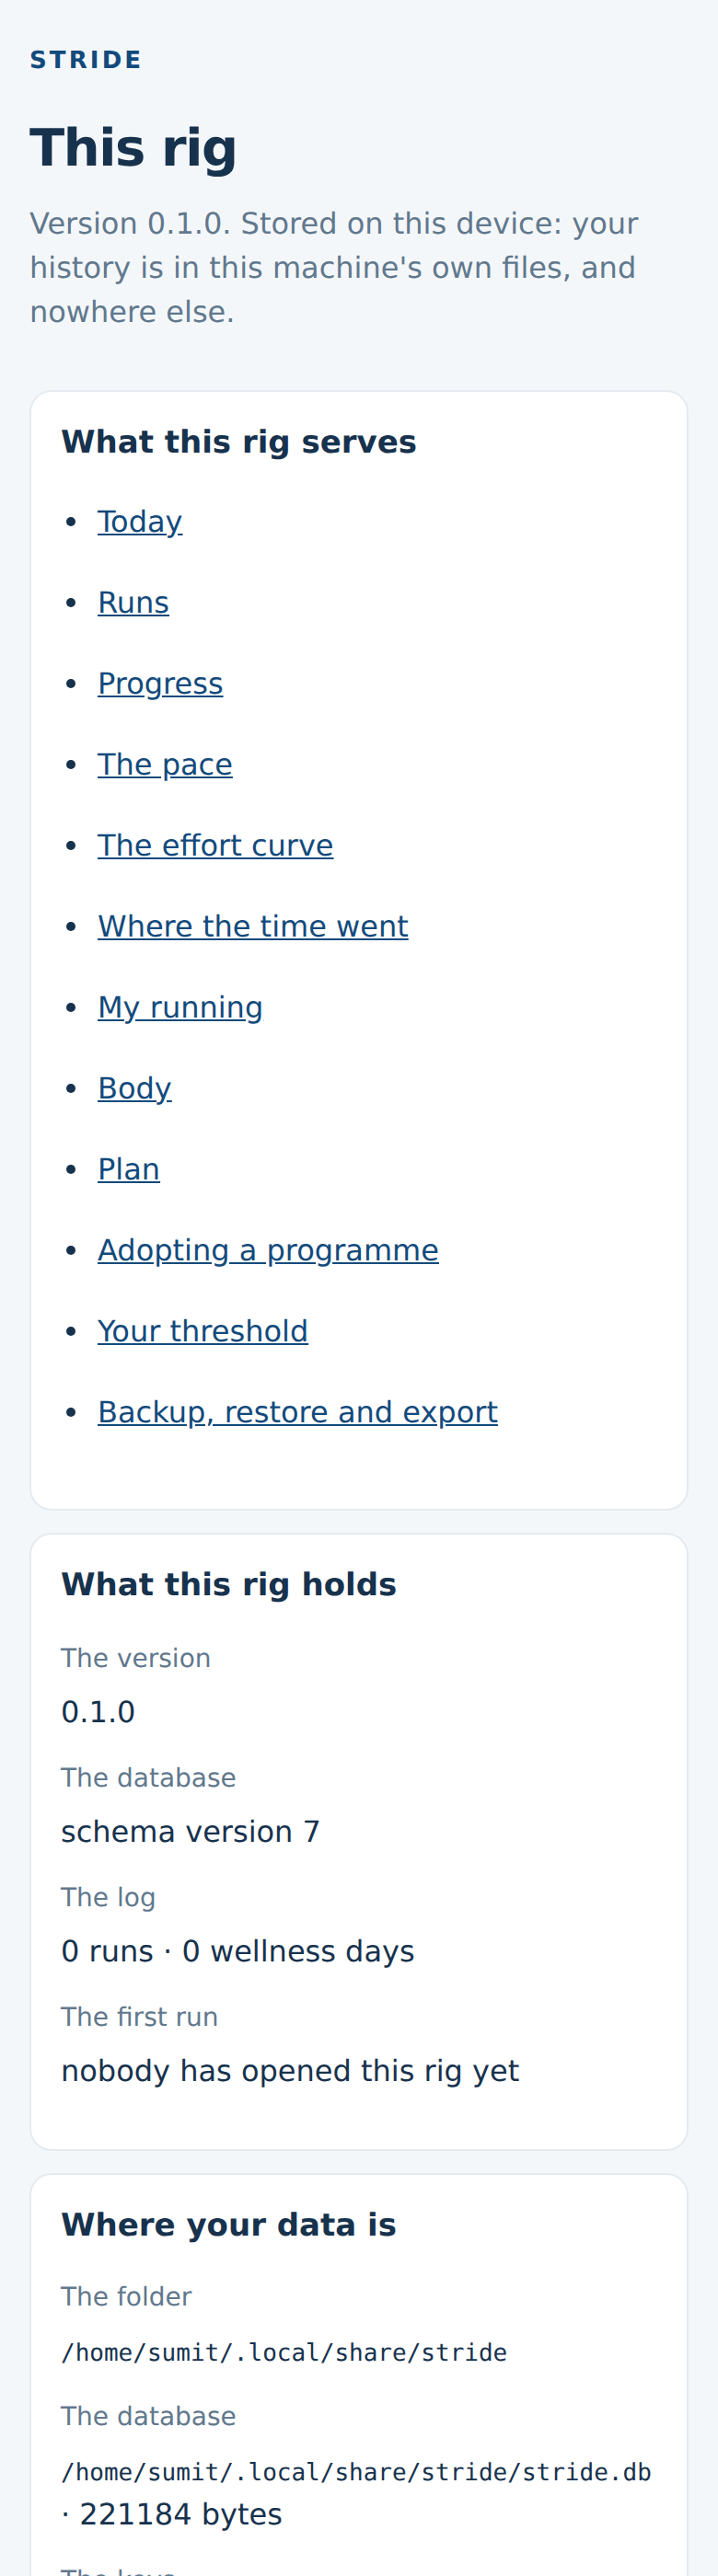 STRIDE
This rig
Version 0.1.0. Stored on this device: your
history is in this machine's own files, and
nowhere else.
What this rig serves
• Today
• Runs
• Progress
• The pace
• The effort curve
• Where the time went
• My running
• Body
• Plan
• Adopting a programme
• Your threshold
• Backup, restore and export
What this rig holds
The version
0.1.0
The database
schema version 7
The log
0 runs · 0 wellness days
The first run
nobody has opened this rig yet
Where your data is
The folder
/home/sumit/.local/share/stride
The database
/home/sumit/.local/share/stride/stride.db
· 221184 bytes